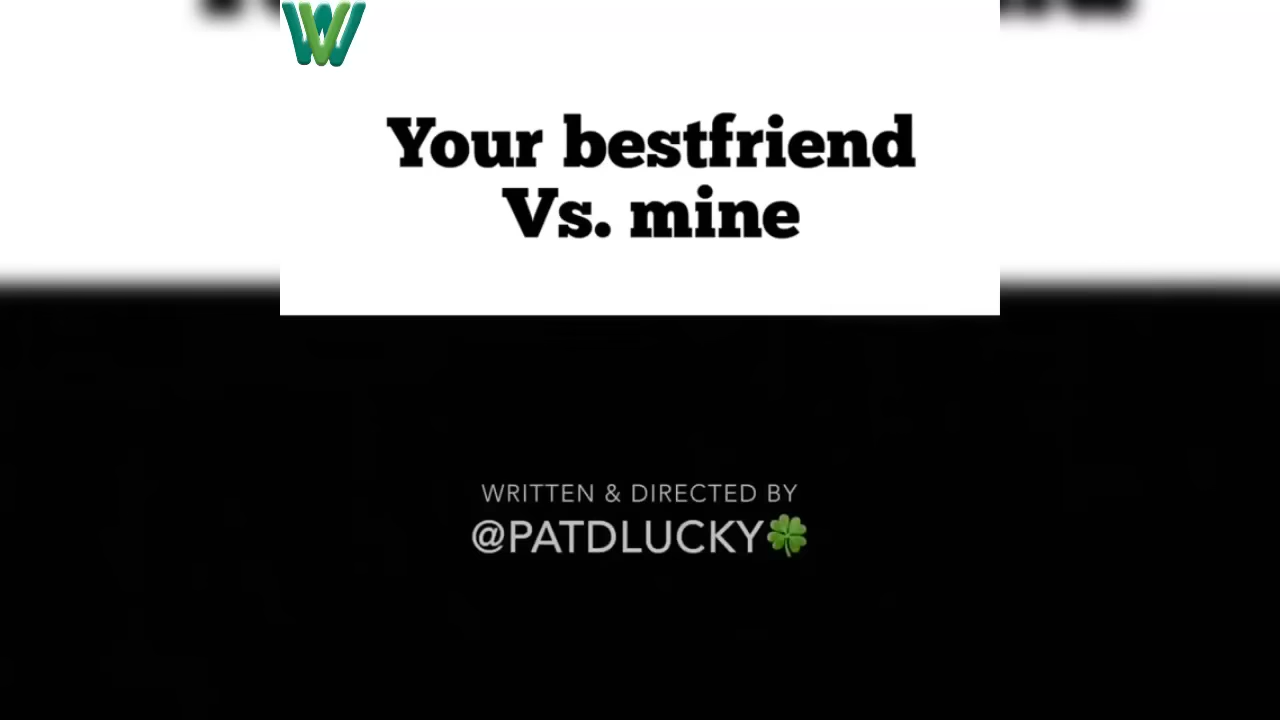 W
Your bestfriend
Vs. mine
WRITTEN & DIRECTED BY
@PATDLUCKY🍀